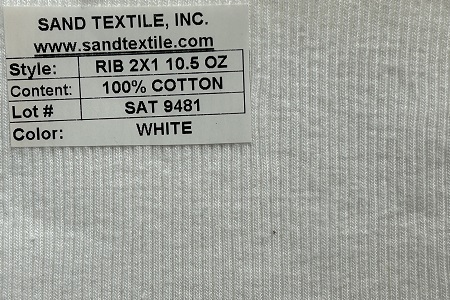 SAND TEXTILE, INC.
www.sandtextile.com
Style: RIB 2X1 10.5 OZ
Content: 100% COTTON
Lot # SAT 9481
Color: WHITE